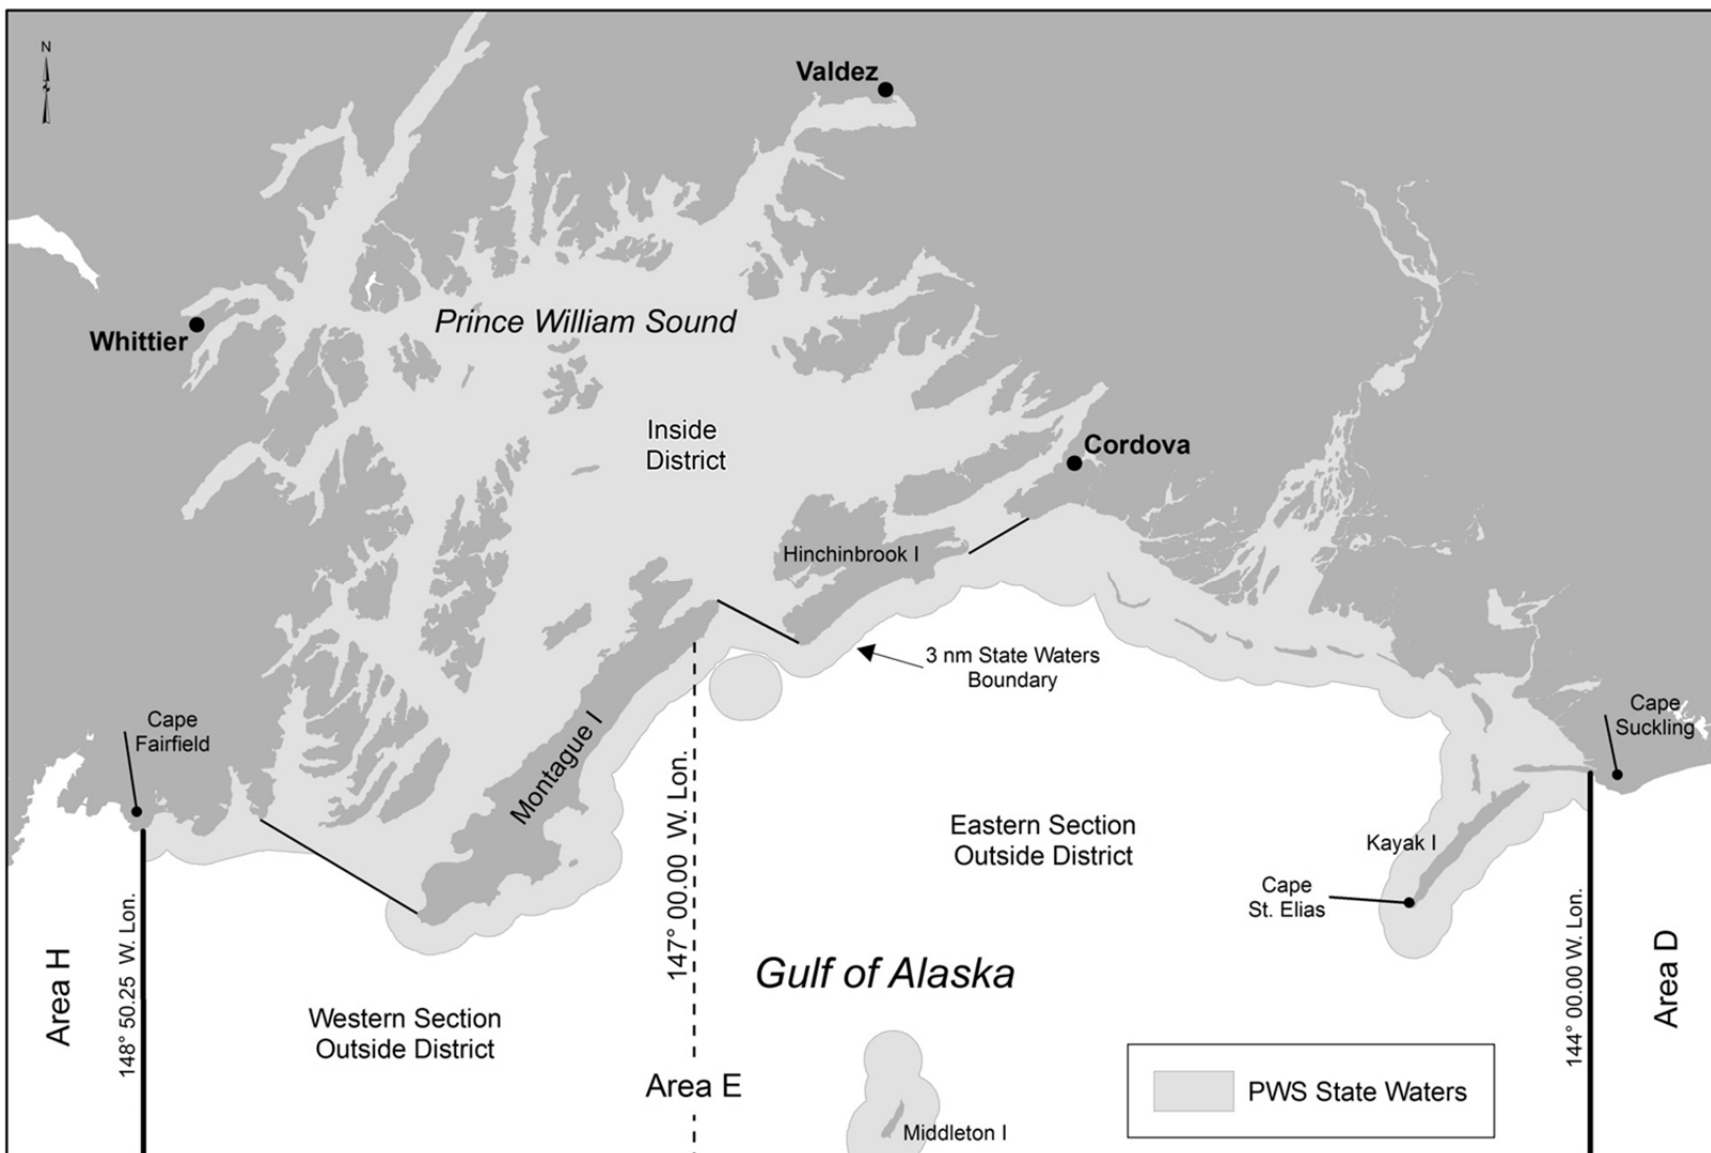 N
Valdez
Whittier
Prince William Sound
Inside
District
Cordova
Hinchinbrook I
3 nm State Waters
Boundary
Cape
Fairfield
Montague I
Cape
Suckling
147° 00.00 W. Lon.
Eastern Section
Outside District
Kayak I
Cape
St. Elias
Area H
148° 50.25 W. Lon.
Gulf of Alaska
144° 00.00 W. Lon.
Area D
Western Section
Outside District
Area E
PWS State Waters
Middleton I